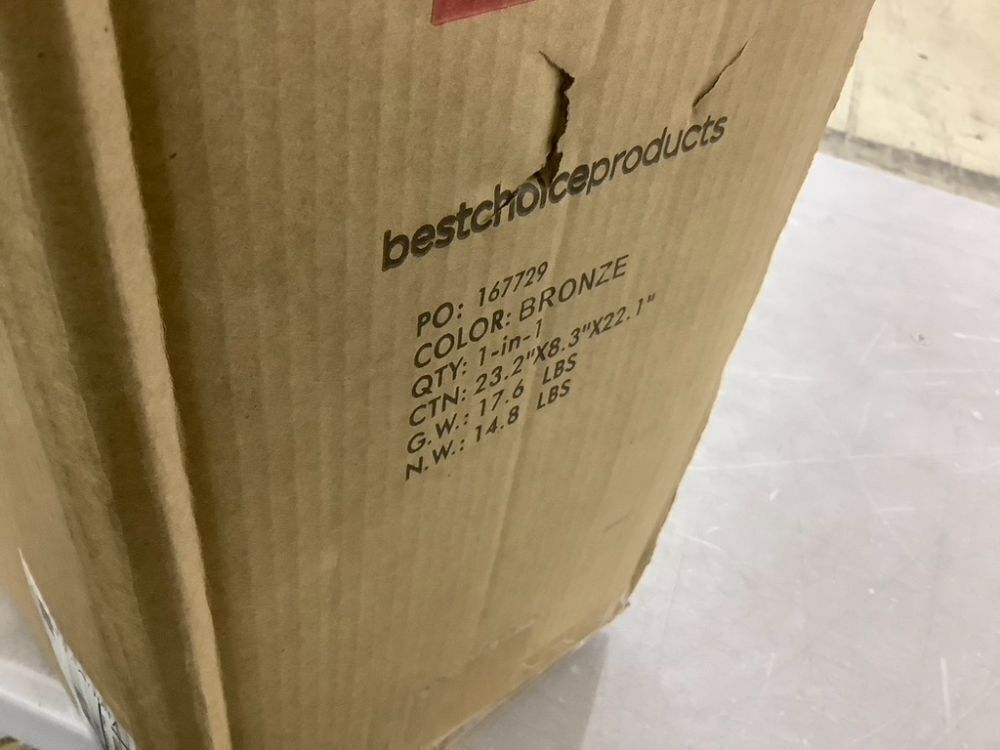 bestchoiceproducts
PO: 167729
COLOR: BRONZE
QTY: 1-in-1
CTN: 23.2"X8.3"X22.1"
G.W.: 17.6 LBS
N.W.: 14.8 LBS